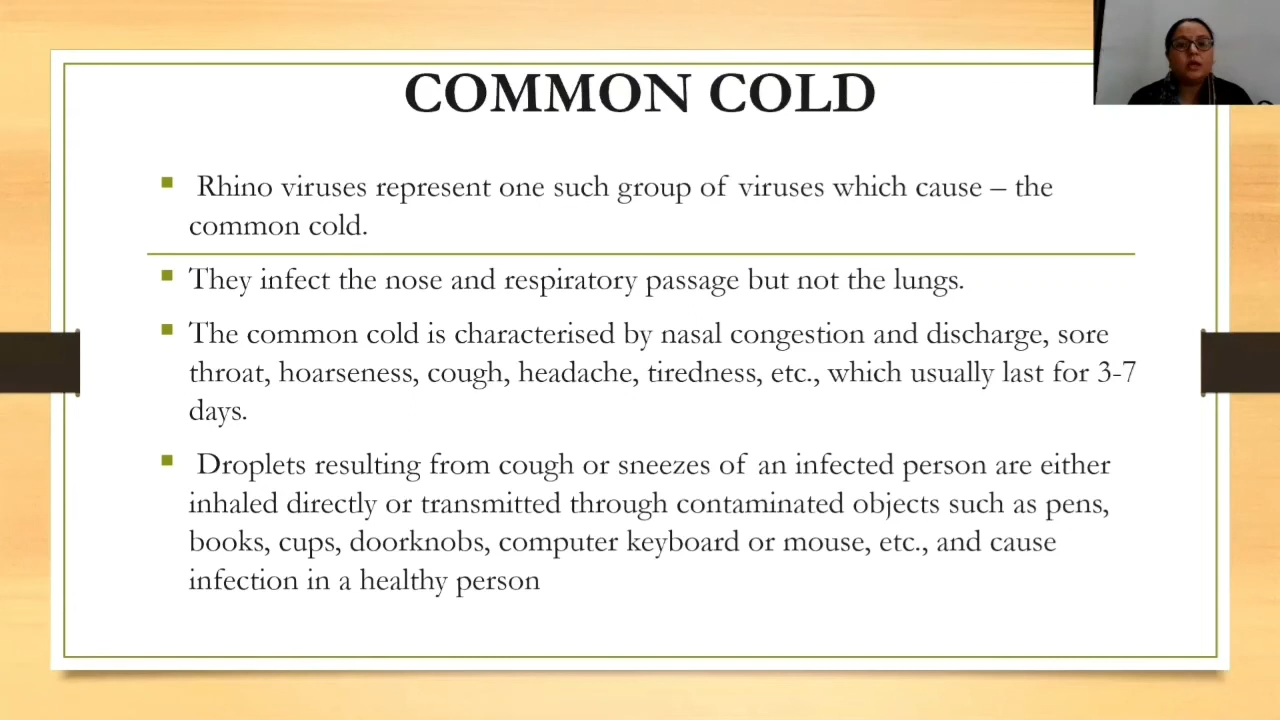 COMMON COLD
▪ Rhino viruses represent one such group of viruses which cause – the
common cold.
▪ They infect the nose and respiratory passage but not the lungs.
▪ The common cold is characterised by nasal congestion and discharge, sore
throat, hoarseness, cough, headache, tiredness, etc., which usually last for 3-7
days.
▪ Droplets resulting from cough or sneezes of an infected person are either
inhaled directly or transmitted through contaminated objects such as pens,
books, cups, doorknobs, computer keyboard or mouse, etc., and cause
infection in a healthy person